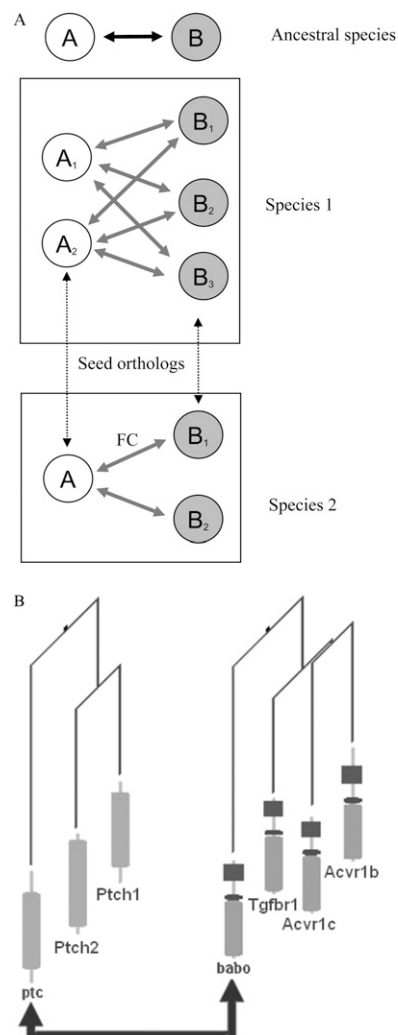 A
A B Ancestral species
B1
A1
B2 Species 1
A2
B3
Seed orthologs
FC B1
A
B2 Species 2
B
Ptch1
Acvr1b
Ptch2 Tgfbr1
Acvr1c
ptc babo